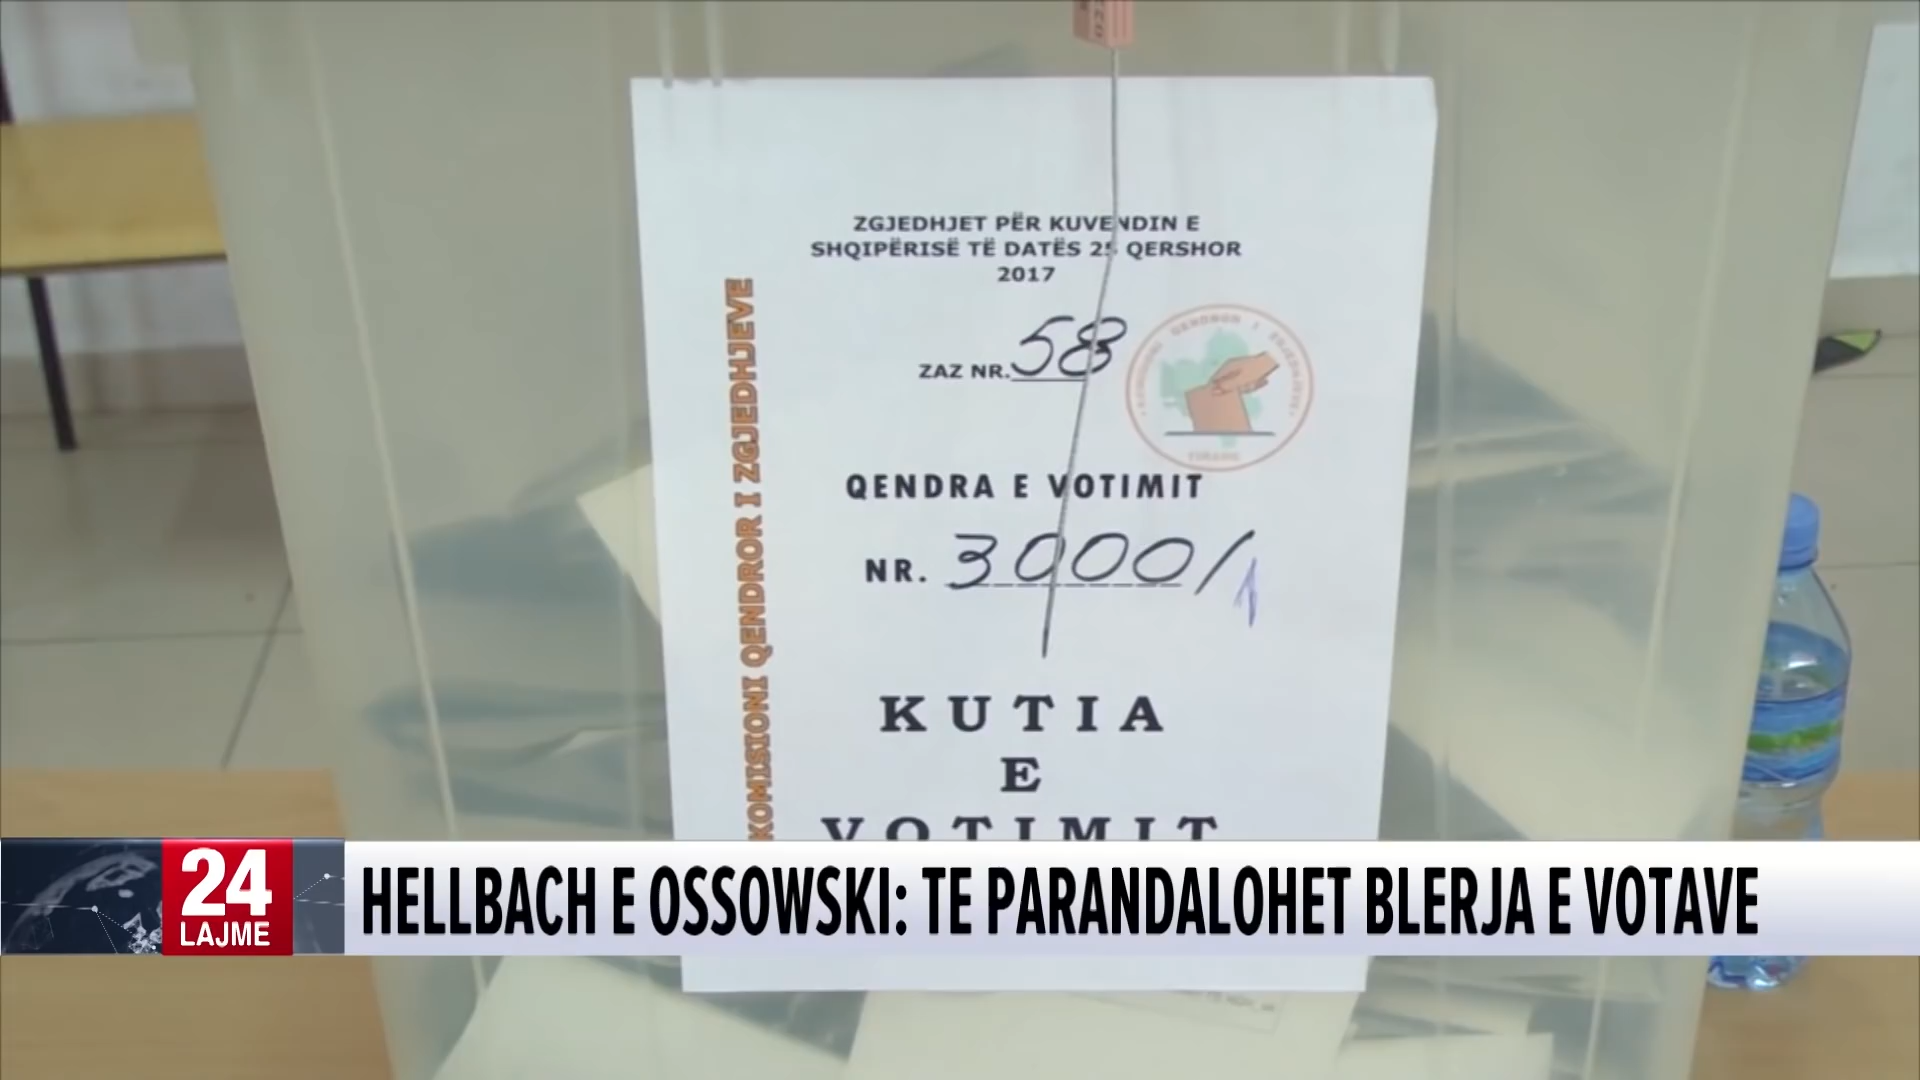 ZGJEDHJET PËR KUVENDIN E
SHQIPËRISË TË DATËS 25 QERSHOR
2017
ZAZ NR. 58
KOMISIONI QENDROR I ZGJEDHJEVE
QENDRA E VOTIMIT
NR. 3000/1
KUTIA
E
VOTIMIT
24
LAJME
HELLBACH E OSSOWSKI: TE PARANDALOHET BLERJA E VOTAVE